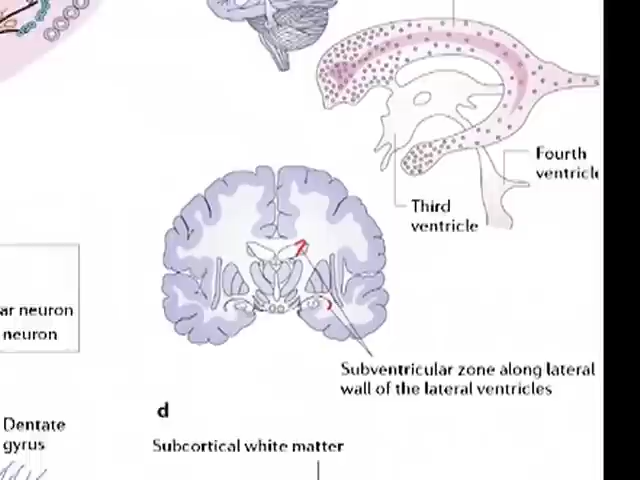 Fourth
ventricle
Third
ventricle
ar neuron
neuron
Subventricular zone along lateral
wall of the lateral ventricles
d
Dentate
gyrus
Subcortical white matter